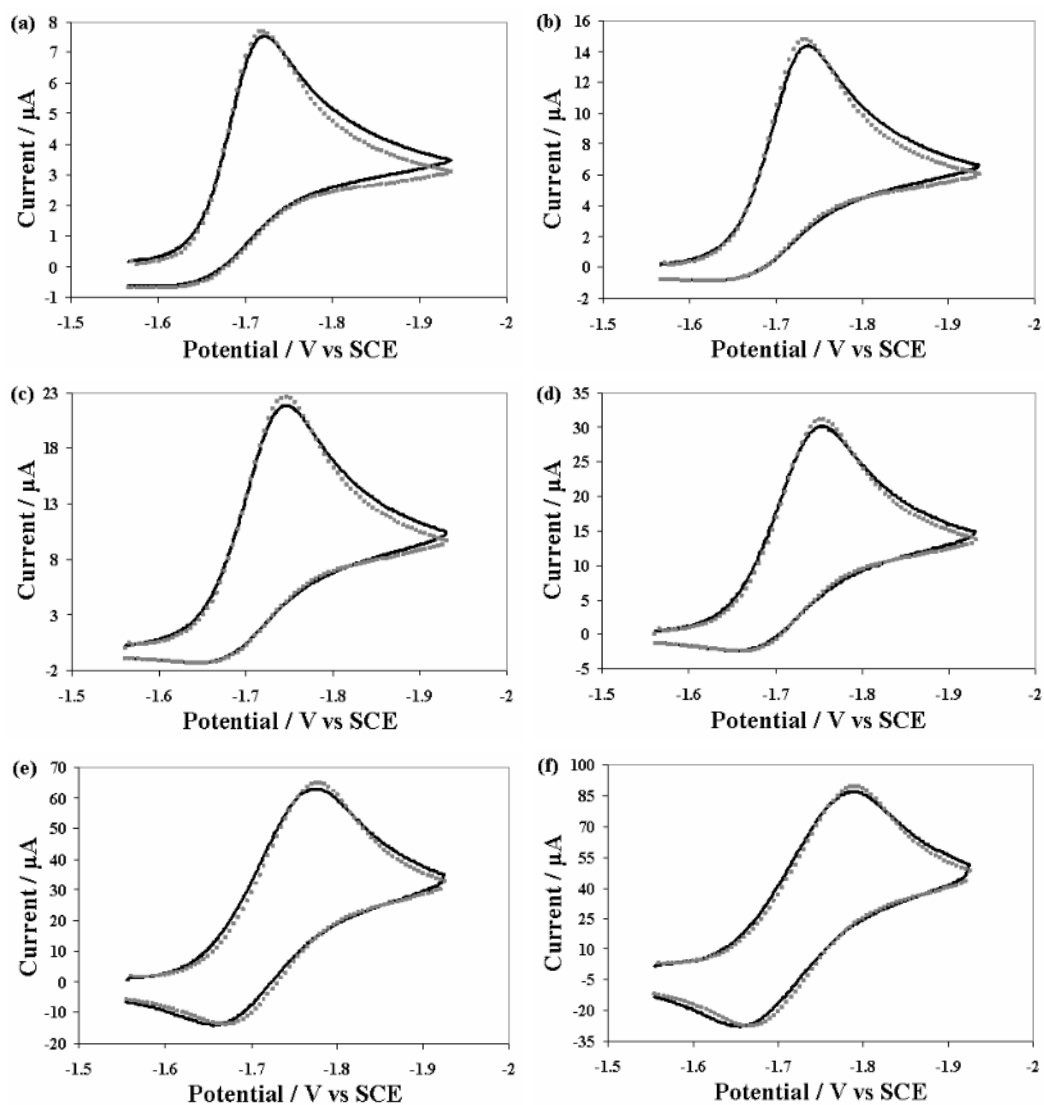 (a)
8
7
6
5
4
3
2
1
0
-1
Current / µA
-1.5 -1.6 -1.7 -1.8 -1.9 -2
Potential / V vs SCE
(b)
16
14
12
10
8
6
4
2
0
-2
Current / µA
-1.5 -1.6 -1.7 -1.8 -1.9 -2
Potential / V vs SCE
(c)
23
18
13
8
3
-2
Current / µA
-1.5 -1.6 -1.7 -1.8 -1.9 -2
Potential / V vs SCE
(d)
35
30
25
20
15
10
5
0
-5
Current / µA
-1.5 -1.6 -1.7 -1.8 -1.9 -2
Potential / V vs SCE
(e)
70
60
50
40
30
20
10
0
-10
-20
Current / µA
-1.5 -1.6 -1.7 -1.8 -1.9 -2
Potential / V vs SCE
(f)
100
85
70
55
40
25
10
-5
-20
-35
Current / µA
-1.5 -1.6 -1.7 -1.8 -1.9 -2
Potential / V vs SCE